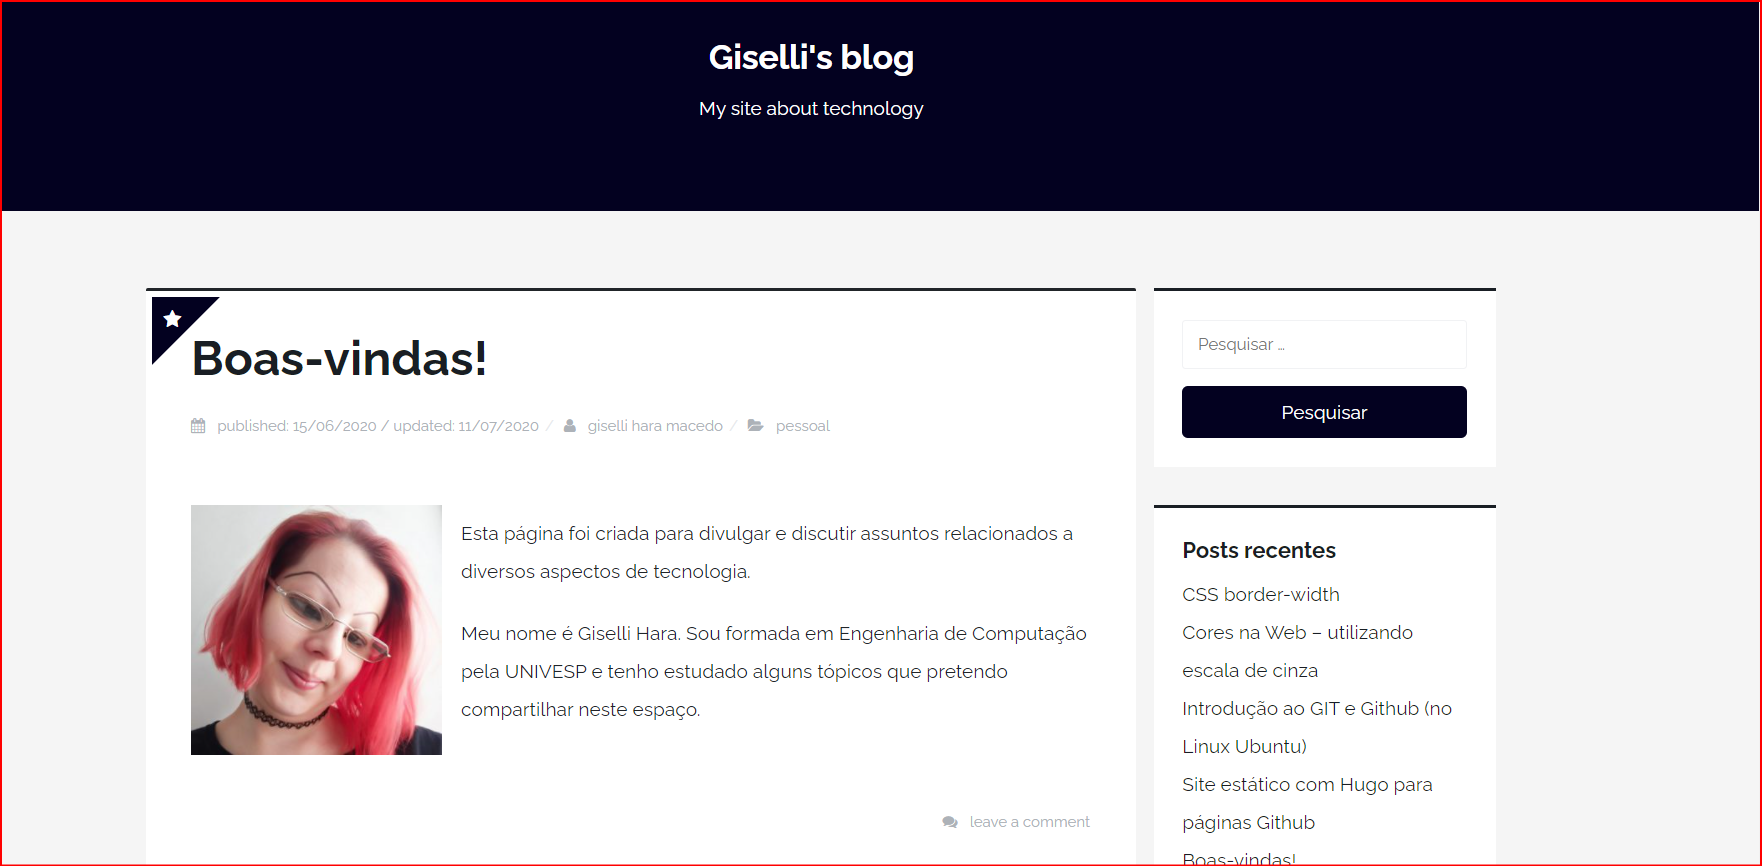 Giselli's blog
My site about technology
Boas-vindas!
published: 15/06/2020 / updated: 11/07/2020 / giselli hara macedo / pessoal
Esta página foi criada para divulgar e discutir assuntos relacionados a
diversos aspectos de tecnologia.
Meu nome é Giselli Hara. Sou formada em Engenharia de Computação
pela UNIVESP e tenho estudado alguns tópicos que pretendo
compartilhar neste espaço.
leave a comment
Pesquisar …
Pesquisar
Posts recentes
CSS border-width
Cores na Web – utilizando
escala de cinza
Introdução ao GIT e Github (no
Linux Ubuntu)
Site estático com Hugo para
páginas Github
Boas-vindas!